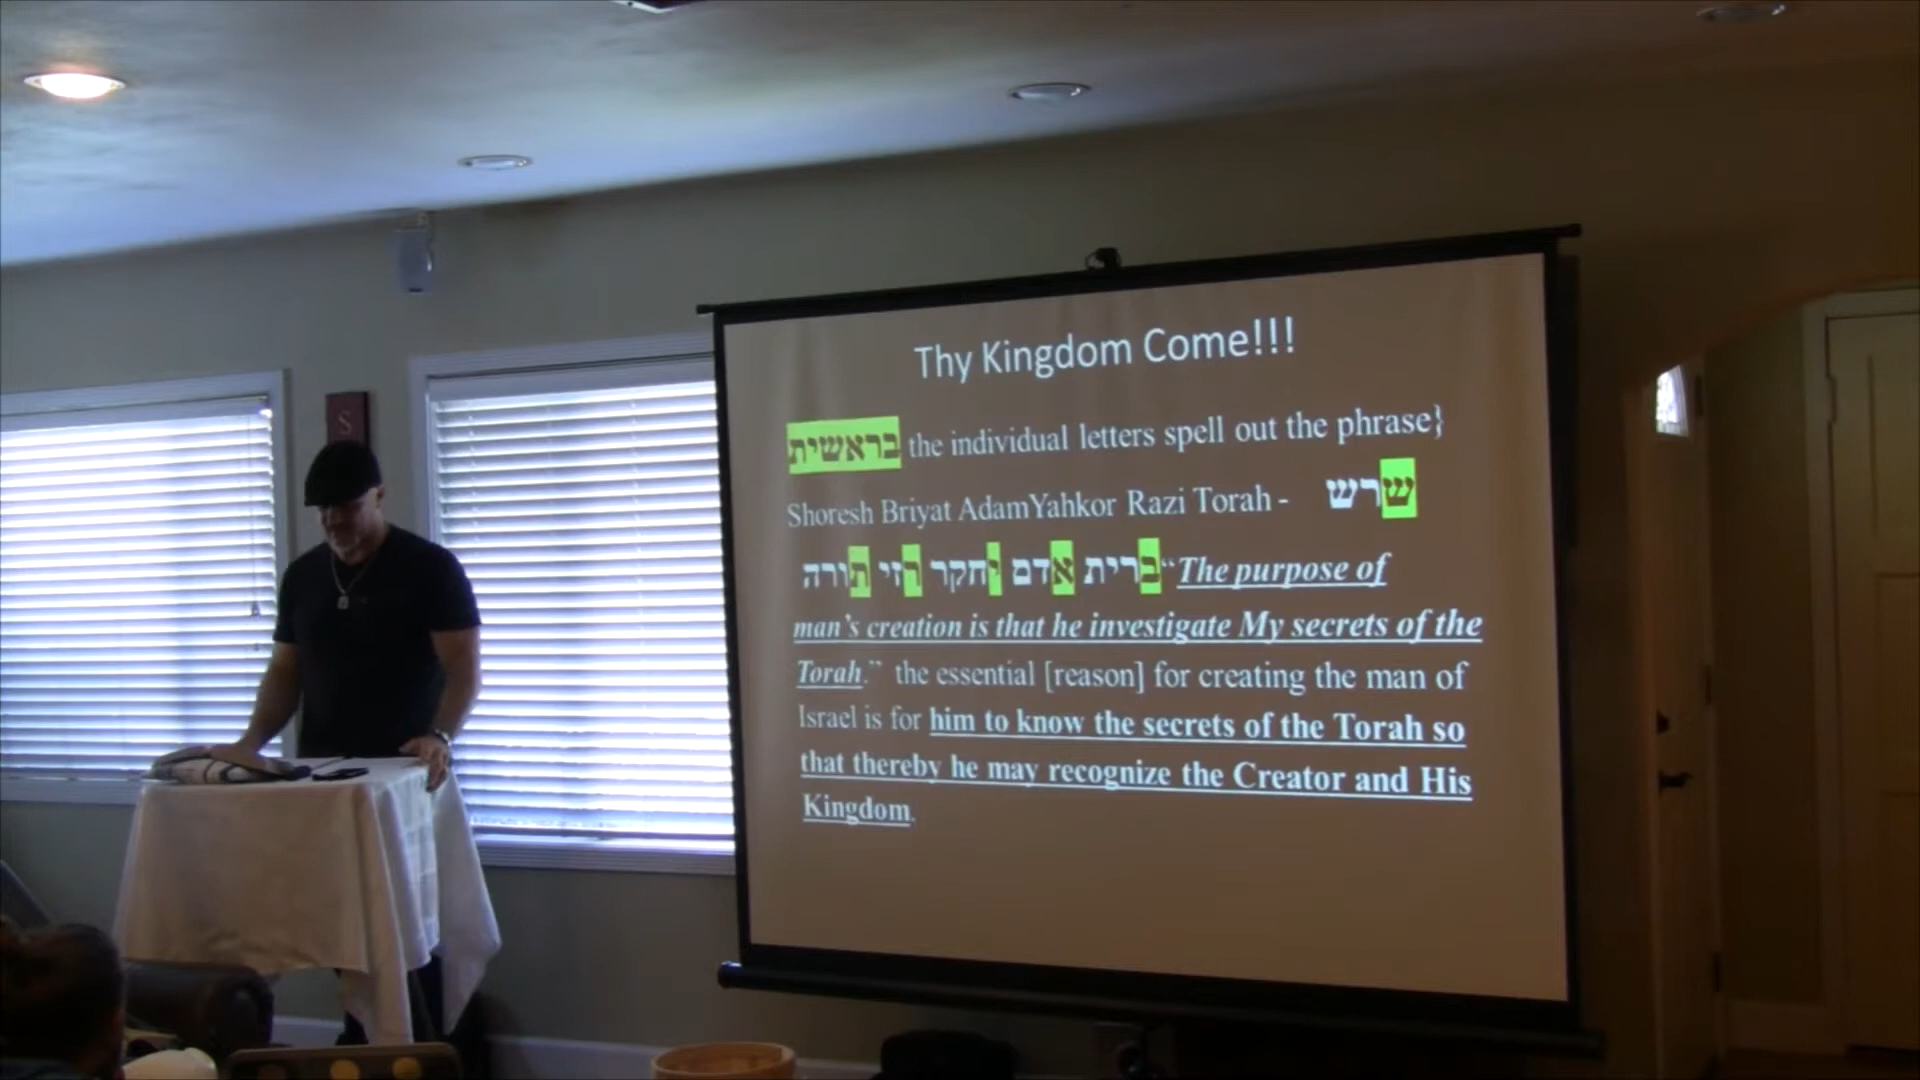 S
Thy Kingdom Come!!!
בראשית the individual letters spell out the phrase}
Shoresh Briyat AdamYahkor Razi Torah - שרש
ברית אדם יחקר רזי תורה “The purpose of
man’s creation is that he investigate My secrets of the
Torah.” the essential [reason] for creating the man of
Israel is for him to know the secrets of the Torah so
that thereby he may recognize the Creator and His
Kingdom.